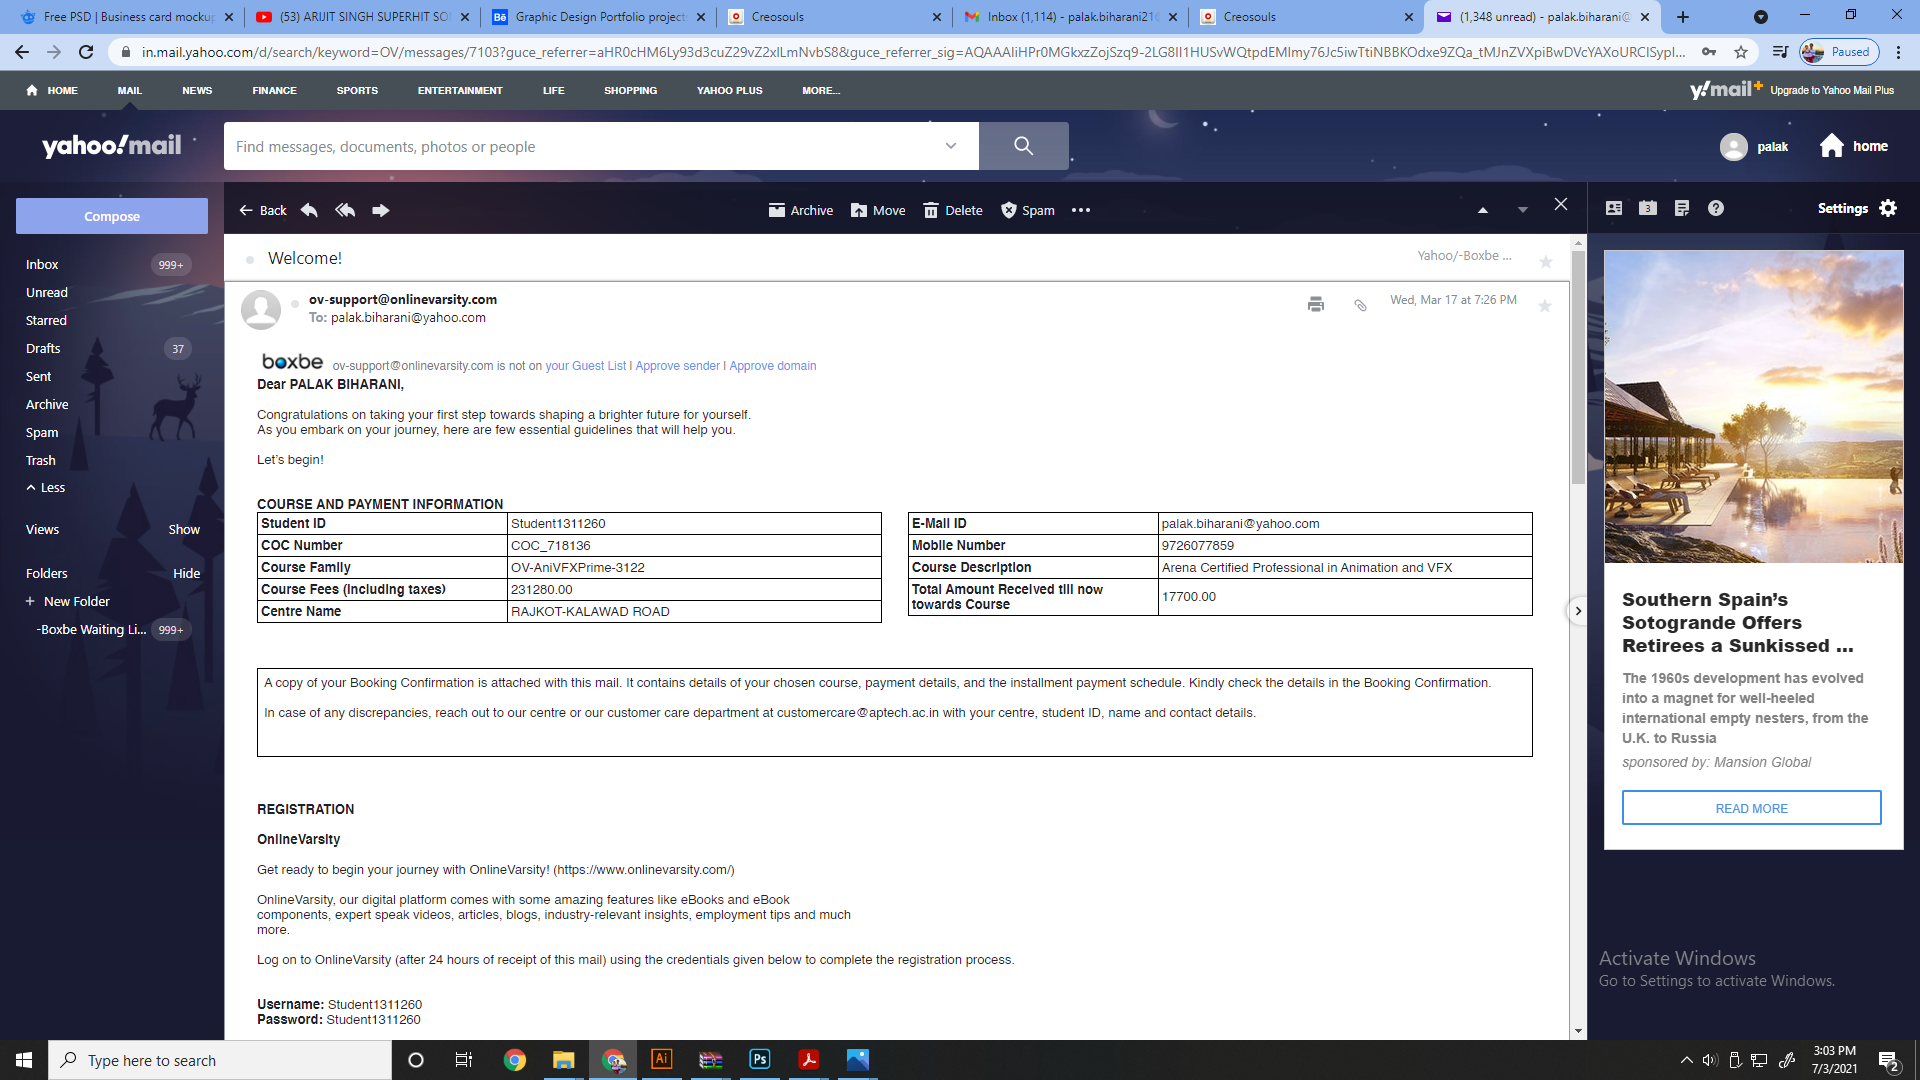 Free PSD | Business card mockup
(53) ARIJIT SINGH SUPERHIT SO
Graphic Design Portfolio project
Creosouls
Inbox (1,114) - palak.biharani21
Creosouls
(1,348 unread) - palak.biharani@
in.mail.yahoo.com/d/search/keyword=OV/messages/7103?guce_referrer=
Paused
HOME
MAIL
NEWS
FINANCE
SPORTS
ENTERTAINMENT
LIFE
SHOPPING
YAHOO PLUS
MORE...
y!mail+ Upgrade to Yahoo Mail Plus
yahoo!mail
Find messages, documents, photos or people
palak
home
Compose
Back
Archive
Move
Delete
Spam
3
Settings
Inbox 999+
Unread
Starred
Drafts 37
Sent
Archive
Spam
Trash
Less
Views Show
Folders Hide
+ New Folder
-Boxbe Waiting Li... 999+
Welcome!
Yahoo/-Boxbe ...
ov-support@onlinevarsity.com
To: palak.biharani@yahoo.com
Wed, Mar 17 at 7:26 PM
boxbe ov-support@onlinevarsity.com is not on your Guest List | Approve sender | Approve domain
Dear PALAK BIHARANI,
Congratulations on taking your first step towards shaping a brighter future for yourself.
As you embark on your journey, here are few essential guidelines that will help you.
Let's begin!
COURSE AND PAYMENT INFORMATION
Student ID Student1311260
COC Number COC_718136
Course Family OV-AniVFXPrime-3122
Course Fees (Including taxes) 231280.00
Centre Name RAJKOT-KALAWAD ROAD
E-Mail ID palak.biharani@yahoo.com
Mobile Number 9726077859
Course Description Arena Certified Professional in Animation and VFX
Total Amount Received till now
towards Course 17700.00
A copy of your Booking Confirmation is attached with this mail. It contains details of your chosen course, payment details, and the installment payment schedule. Kindly check the details in the Booking Confirmation.
In case of any discrepancies, reach out to our centre or our customer care department at customercare@aptech.ac.in with your centre, student ID, name and contact details.
REGISTRATION
OnlineVarsity
Get ready to begin your journey with OnlineVarsity! (https://www.onlinevarsity.com/)
OnlineVarsity, our digital platform comes with some amazing features like eBooks and eBook
components, expert speak videos, articles, blogs, industry-relevant insights, employment tips and much
more.
Log on to OnlineVarsity (after 24 hours of receipt of this mail) using the credentials given below to complete the registration process.
Username: Student1311260
Password: Student1311260
Southern Spain's
Sotogrande Offers
Retirees a Sunkissed ...
The 1960s development has evolved
into a magnet for well-heeled
international empty nesters, from the
U.K. to Russia
sponsored by: Mansion Global
READ MORE
Activate Windows
Go to Settings to activate Windows.
Type here to search
Ai
Ps
3:03 PM
7/3/2021
2